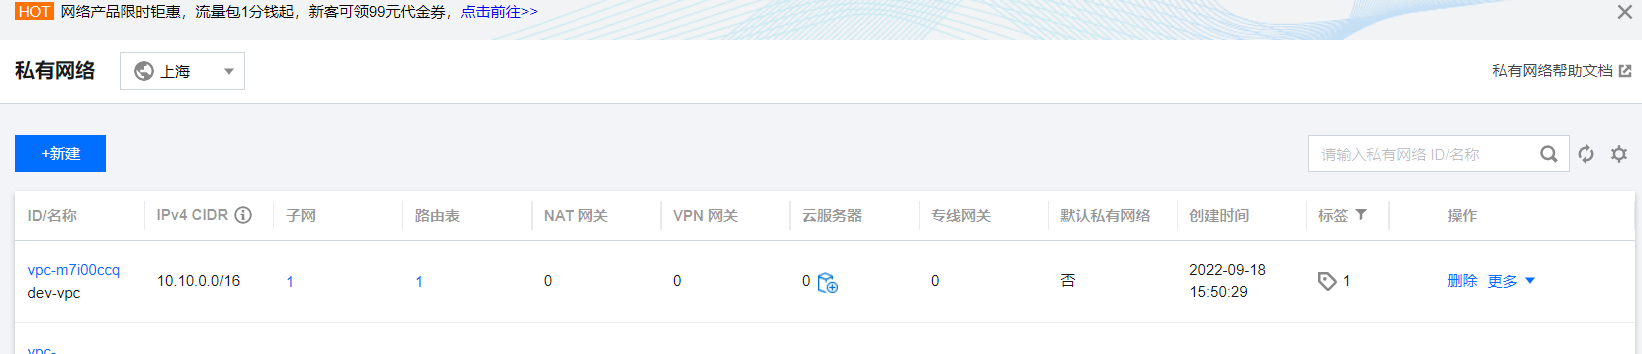 HOT 网络产品限时钜惠，流量包1分钱起，新客可领99元代金券，点击前往>>
私有网络 上海 私有网络帮助文档
+新建 请输入私有网络 ID/名称
ID/名称 IPv4 CIDR 子网 路由表 NAT 网关 VPN 网关 云服务器 专线网关 默认私有网络 创建时间 标签 操作
vpc-m7i00ccq 2022-09-18
10.10.0.0/16 1 1 0 0 0 0 否 1 删除 更多
dev-vpc 15:50:29
vpc-